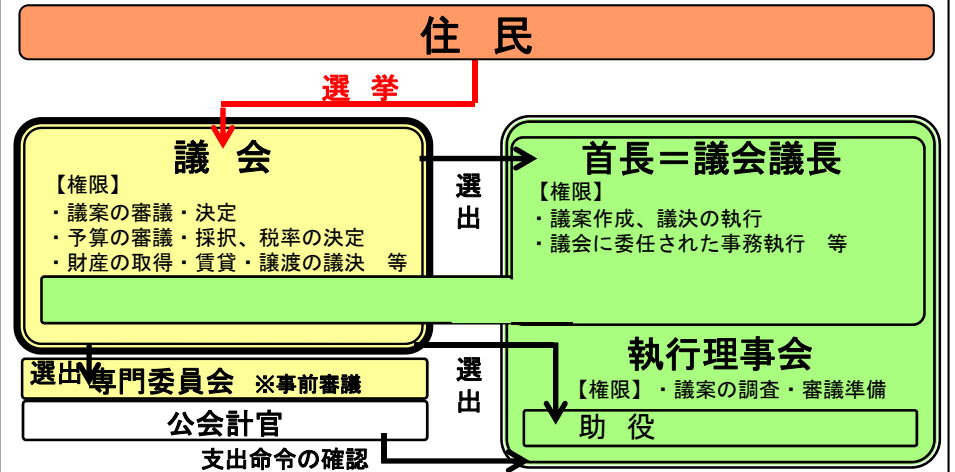 住 民
選 挙
議 会
【権限】
・議案の審議・決定
・予算の審議・採択、税率の決定
・財産の取得・賃貸・譲渡の議決 等
選出
首長＝議会議長
【権限】
・議案作成、議決の執行
・議会に委任された事務執行 等
選出
専門委員会 ※事前審議
公会計官
支出命令の確認
選出
執行理事会
【権限】・議案の調査・審議準備
助 役